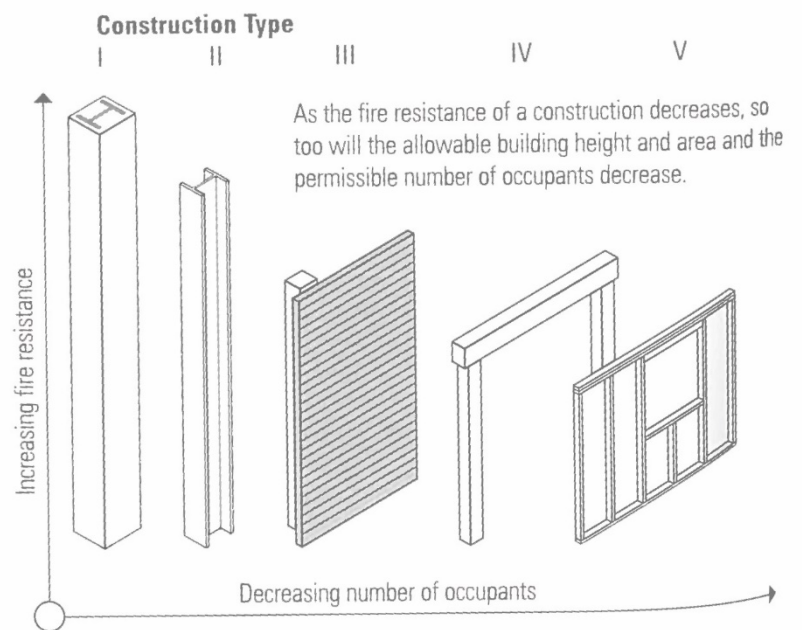 Construction Type
I II III IV V
As the fire resistance of a construction decreases, so
too will the allowable building height and area and the
permissible number of occupants decrease.
Increasing fire resistance
Decreasing number of occupants